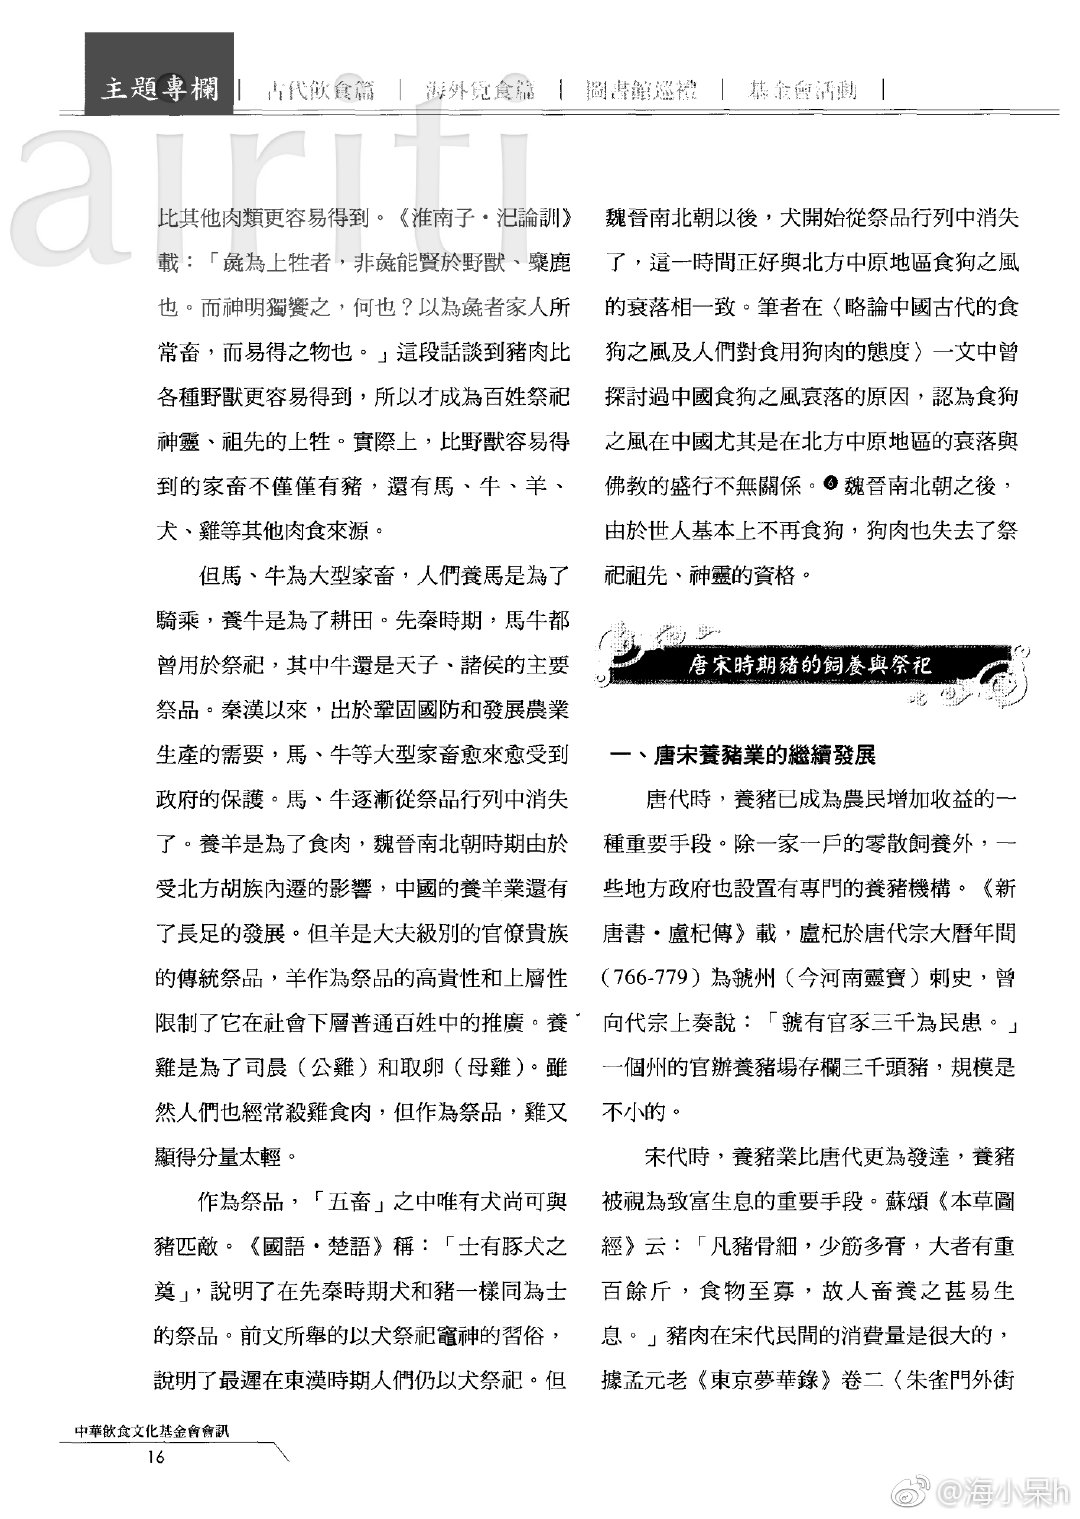 主題專欄｜古代飲食篇｜海外覓食篇｜圖書館巡禮｜基金會活動｜
airiti
比其他肉類更容易得到。《淮南子・汜論訓》
載：「彘為上牲者，非彘能賢於野獸、麋鹿
也。而神明獨饗之，何也？以為彘者家人所
常畜，而易得之物也。」這段話談到豬肉比
各種野獸更容易得到，所以才成為百姓祭祀
神靈、祖先的上牲。實際上，比野獸容易得
到的家畜不僅僅有豬，還有馬、牛、羊、
犬、雞等其他肉食來源。
但馬、牛為大型家畜，人們養馬是為了
騎乘，養牛是為了耕田。先秦時期，馬牛都
曾用於祭祀，其中牛還是天子、諸侯的主要
祭品。秦漢以來，出於鞏固國防和發展農業
生產的需要，馬、牛等大型家畜愈來愈受到
政府的保護。馬、牛逐漸從祭品行列中消失
了。養羊是為了食肉，魏晉南北朝時期由於
受北方胡族內遷的影響，中國的養羊業還有
了長足的發展。但羊是大夫級別的官僚貴族
的傳統祭品，羊作為祭品的高貴性和上層性
限制了它在社會下層普通百姓中的推廣。養
雞是為了司晨（公雞）和取卵（母雞）。雖
然人們也經常殺雞食肉，但作為祭品，雞又
顯得分量太輕。
作為祭品，「五畜」之中唯有犬尚可與
豬匹敵。《國語・楚語》稱：「士有豚犬之
奠」，說明了在先秦時期犬和豬一樣同為士
的祭品。前文所舉的以犬祭祀竈神的習俗，
說明了最遲在東漢時期人們仍以犬祭祀。但
魏晉南北朝以後，犬開始從祭品行列中消失
了，這一時間正好與北方中原地區食狗之風
的衰落相一致。筆者在〈略論中國古代的食
狗之風及人們對食用狗肉的態度〉一文中曾
探討過中國食狗之風衰落的原因，認為食狗
之風在中國尤其是在北方中原地區的衰落與
佛教的盛行不無關係。❻魏晉南北朝之後，
由於世人基本上不再食狗，狗肉也失去了祭
祀祖先、神靈的資格。
唐宋時期豬的飼養與祭祀
一、唐宋養豬業的繼續發展
唐代時，養豬已成為農民增加收益的一
種重要手段。除一家一戶的零散飼養外，一
些地方政府也設置有專門的養豬機構。《新
唐書・盧杞傳》載，盧杞於唐代宗大曆年間
（766-779）為虢州（今河南靈寶）刺史，曾
向代宗上奏說：「虢有官豕三千為民患。」
一個州的官辦養豬場存欄三千頭豬，規模是
不小的。
宋代時，養豬業比唐代更為發達，養豬
被視為致富生息的重要手段。蘇頌《本草圖
經》云：「凡豬骨細，少筋多膏，大者有重
百餘斤，食物至寡，故人畜養之甚易生
息。」豬肉在宋代民間的消費量是很大的，
據孟元老《東京夢華錄》卷二〈朱雀門外街
中華飲食文化基金會會訊
16
@海小呆h